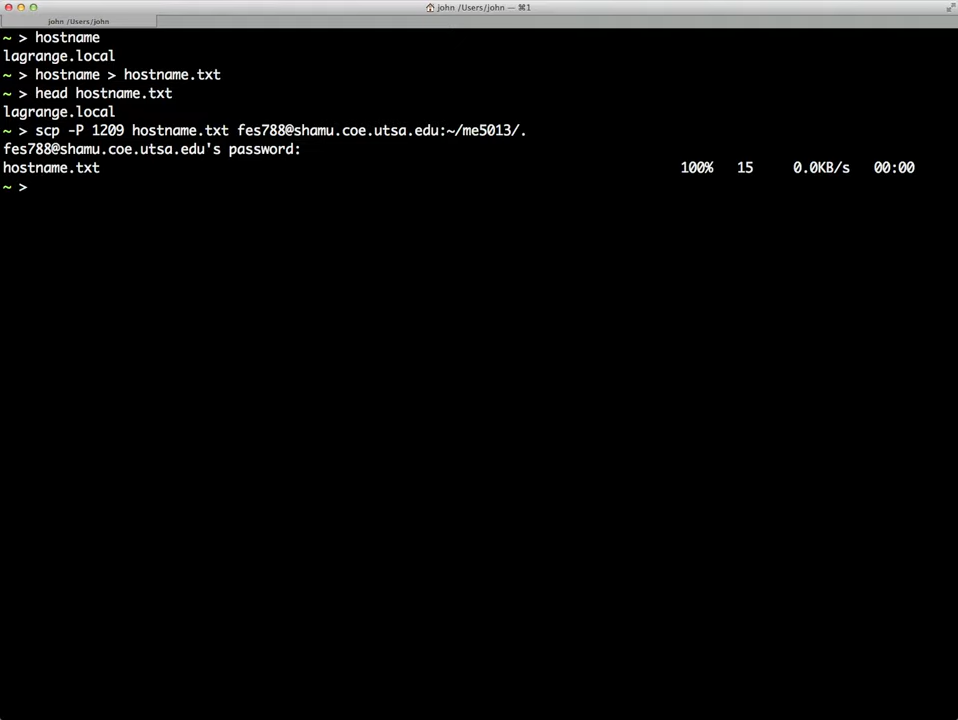 john /Users/john — ⌘1
john /Users/john
~ > hostname
lagrange.local
~ > hostname > hostname.txt
~ > head hostname.txt
lagrange.local
~ > scp -P 1209 hostname.txt fes788@shamu.coe.utsa.edu:~/me5013/.
fes788@shamu.coe.utsa.edu's password:
hostname.txt 100% 15 0.0KB/s 00:00
~ >